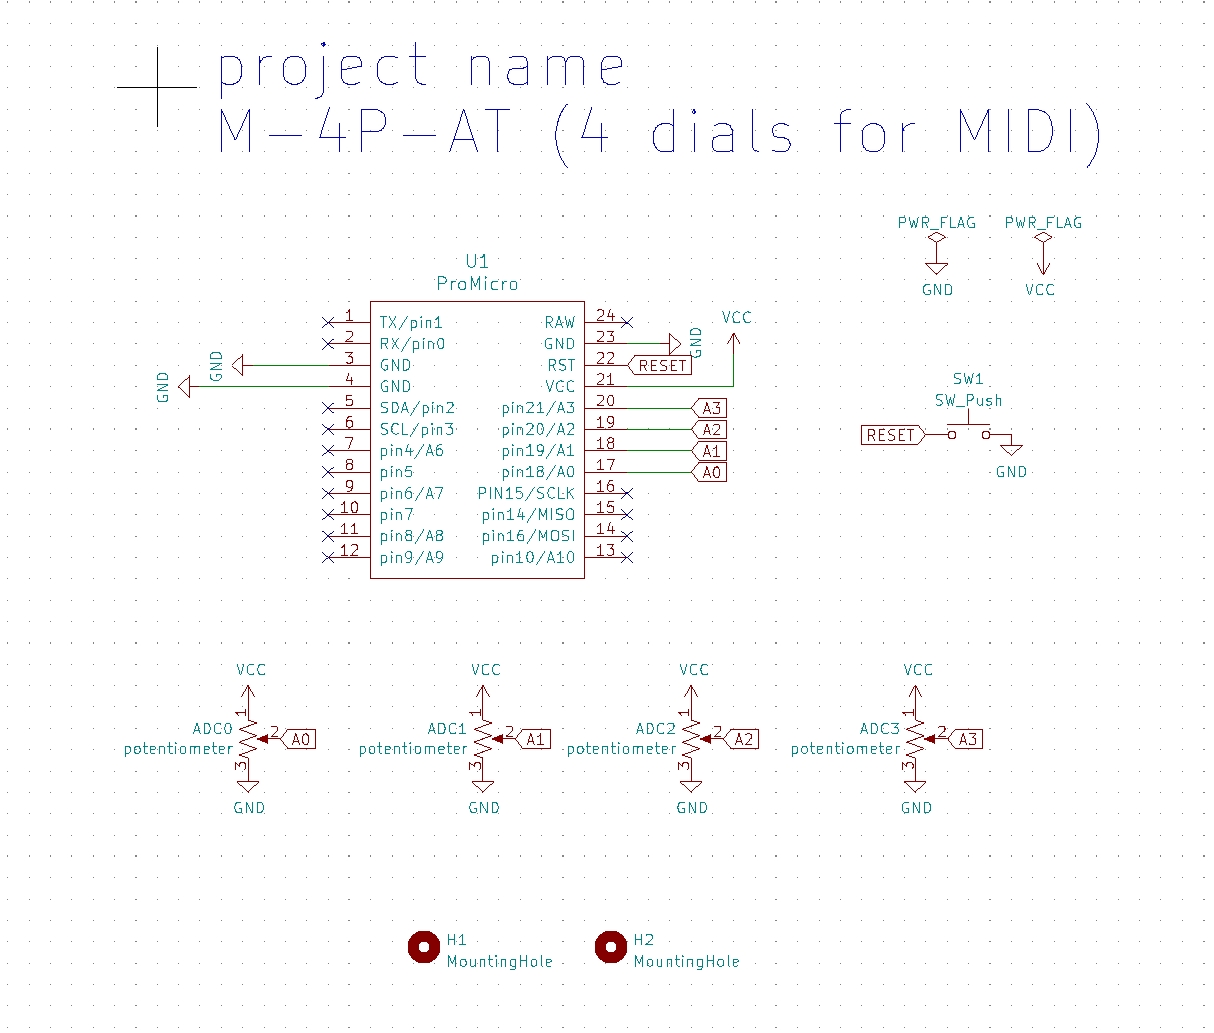 project name
M-4P-AT (4 dials for MIDI)
PWR_FLAG
GND
PWR_FLAG
VCC
U1
ProMicro
1 TX/pin1
2 RX/pin0
GND 3 GND
GND 4 GND
5 SDA/pin2
6 SCL/pin3
7 pin4/A6
8 pin5
9 pin6/A7
10 pin7
11 pin8/A8
12 pin9/A9
RAW 24
GND 23 GND
RST 22 RESET
VCC 21 VCC
pin21/A3 20 A3
pin20/A2 19 A2
pin19/A1 18 A1
pin18/A0 17 A0
PIN15/SCLK 16
pin14/MISO 15
pin16/MOSI 14
pin10/A10 13
SW1
SW_Push
RESET
GND
VCC
1
ADC0
potentiometer
2 A0
3
GND
VCC
1
ADC1
potentiometer
2 A1
3
GND
VCC
1
ADC2
potentiometer
2 A2
3
GND
VCC
1
ADC3
potentiometer
2 A3
3
GND
H1
MountingHole
H2
MountingHole